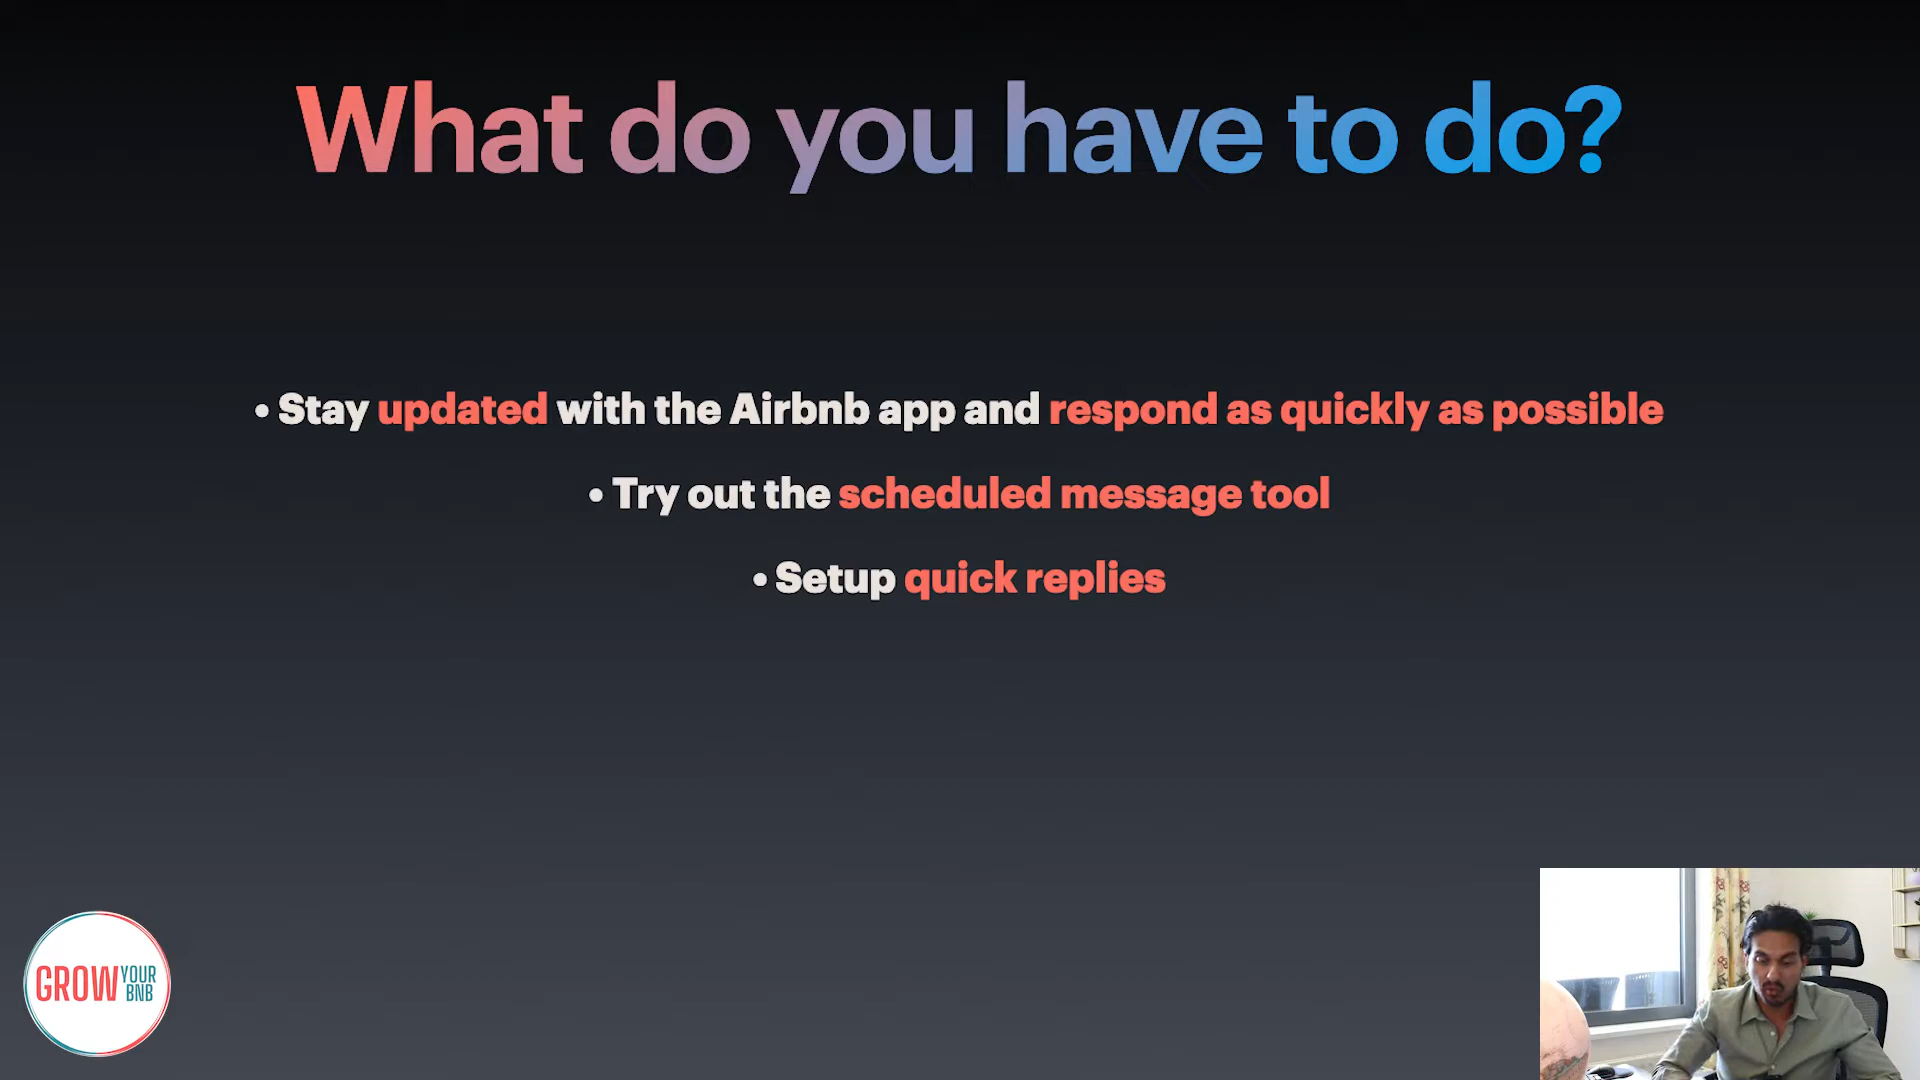 What do you have to do?
• Stay updated with the Airbnb app and respond as quickly as possible
• Try out the scheduled message tool
• Setup quick replies
GROW YOUR BNB